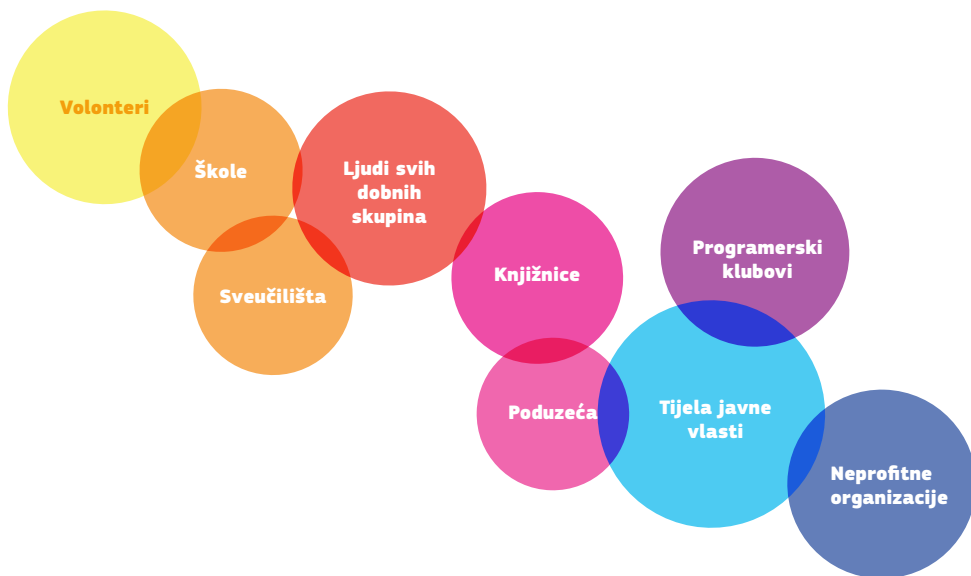 Volonteri
Škole
Ljudi svih
dobnih
skupina
Sveučilišta
Knjižnice
Programerski
klubovi
Poduzeća
Tijela javne
vlasti
Neprofitne
organizacije